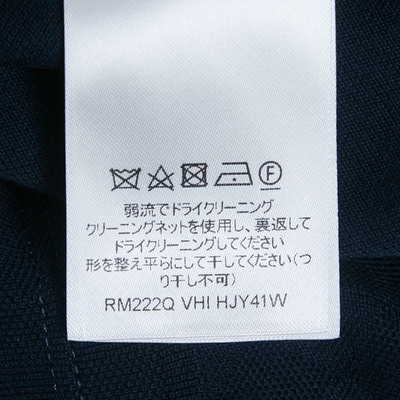 F
弱流でドライクリーニング
クリーニングネットを使用し、裏返して
ドライクリーニングしてください
形を整え平らにして干してください(つ
り干し不可)
RM222Q VHI HJY41W